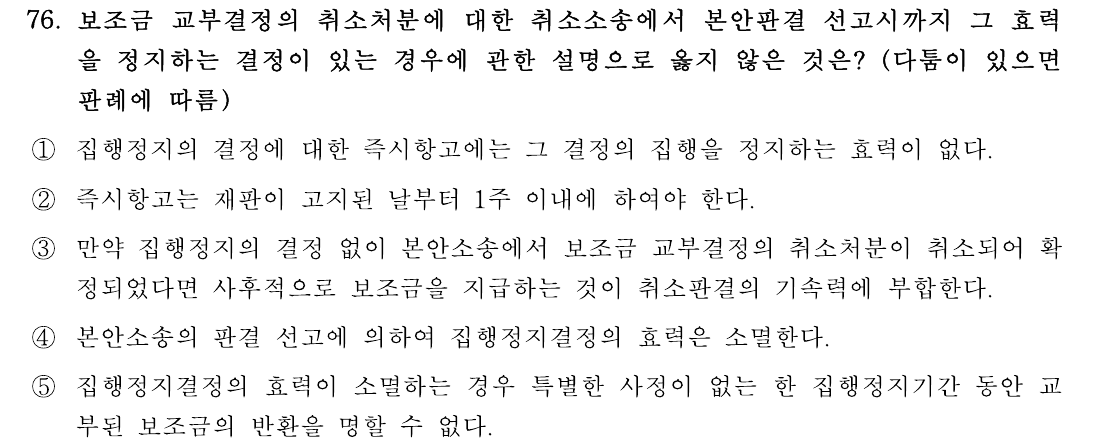 76. 보조금 교부결정의 취소처분에 대한 취소소송에서 본안판결 선고시까지 그 효력
을 정지하는 결정이 있는 경우에 관한 설명으로 옳지 않은 것은? (다툼이 있으면
판례에 따름)
① 집행정지의 결정에 대한 즉시항고에는 그 결정의 집행을 정지하는 효력이 없다.
② 즉시항고는 재판이 고지된 날부터 1주 이내에 하여야 한다.
③ 만약 집행정지의 결정 없이 본안소송에서 보조금 교부결정의 취소처분이 취소되어 확
정되었다면 사후적으로 보조금을 지급하는 것이 취소판결의 기속력에 부합한다.
④ 본안소송의 판결 선고에 의하여 집행정지결정의 효력은 소멸한다.
⑤ 집행정지결정의 효력이 소멸하는 경우 특별한 사정이 없는 한 집행정지기간 동안 교
부된 보조금의 반환을 명할 수 없다.